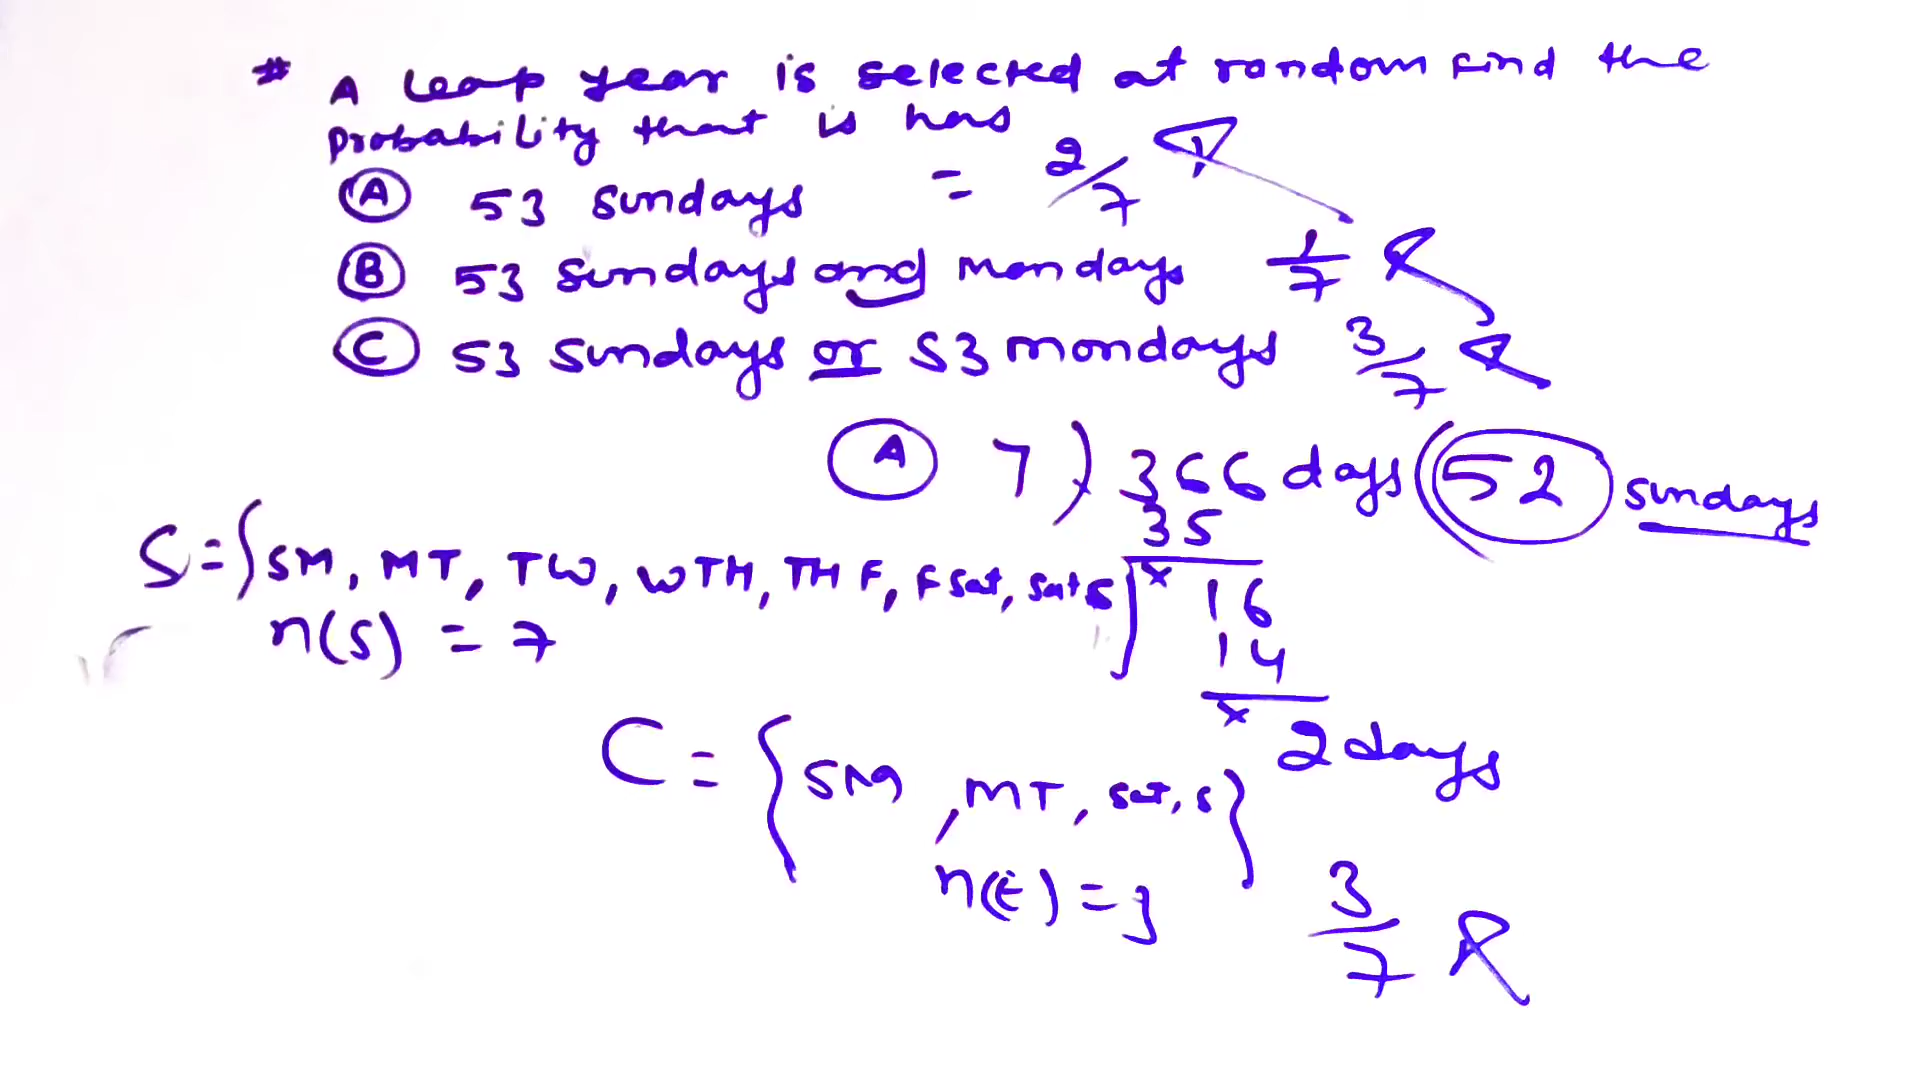 # A leap year is selected at random find the
probability that is has
(A) 53 sundays = 2/7
(B) 53 sundays and mondays 1/7
(C) 53 sundays or 53 mondays 3/7
(A) 7 ) 366 days ( 52 sundays
35
S = { SM, MT, TW, WTH, THF, F Sat, Sat S } × 16
n(S) = 7
14
× 2 days
C = { SM, MT, Sat, S }
n(E) = 3
3/7